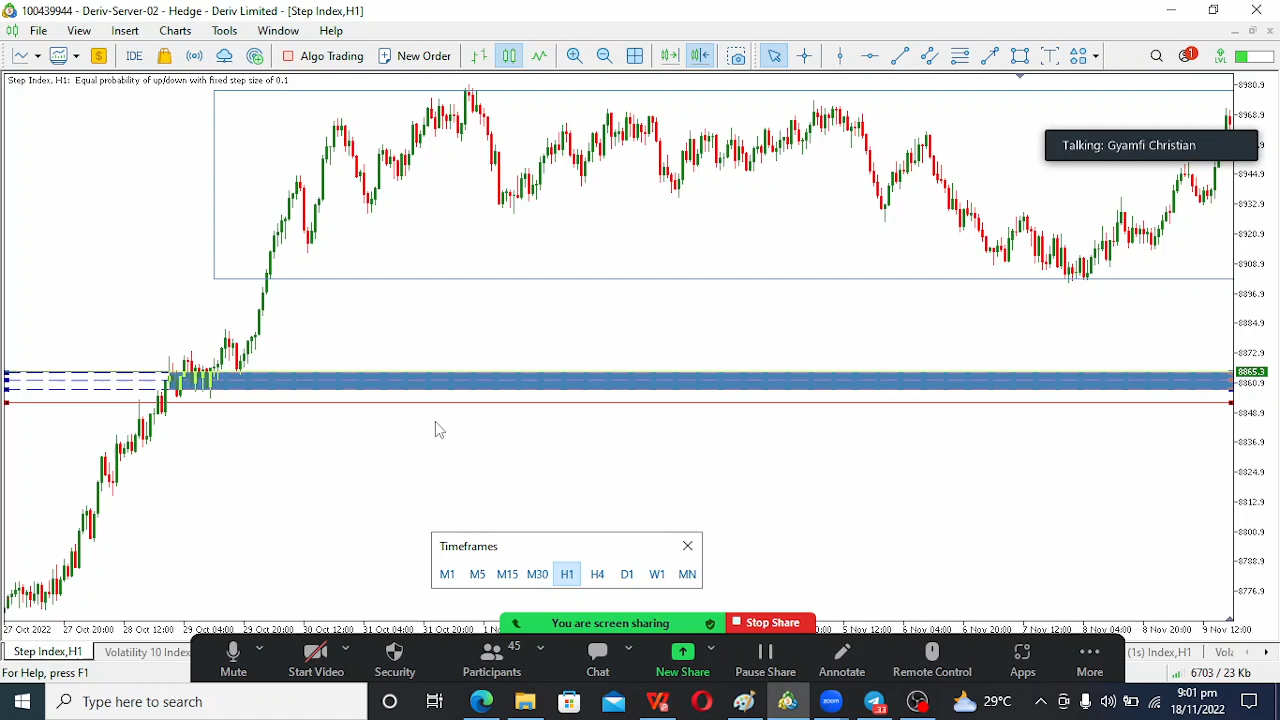 100439944 - Deriv-Server-02 - Hedge - Deriv Limited - [Step Index,H1]
File View Insert Charts Tools Window Help
IDE Algo Trading New Order 1 LVL
Step Index, H1: Equal probability of up/down with fixed step size of 0.1
8980.9
8968.9
Talking: Gyamfi Christian
8944.9
8932.9
8920.9
8908.9
8896.9
8884.9
8872.9
8865.3
8860.9
8848.9
8836.9
8824.9
8812.9
8800.9
8788.9
8776.9
Timeframes
M1 M5 M15 M30 H1 H4 D1 W1 MN
You are screen sharing Stop Share
27 Oct 2022 27 Oct 20:00 28 Oct 12:00 29 Oct 04:00 29 Oct 20:00 30 Oct 12:00 31 Oct 04:00 31 Oct 20:00 5 Nov 12:00 6 Nov 04:00 6 Nov 20:00 7 Nov 12:00 8 Nov 04:00 8 Nov 20:00 9 Nov 12:00
Step Index,H1 Volatility 10 Index (1s) Index,H1
For Help, press F1
Mute Start Video Security Participants 45 Chat New Share Pause Share Annotate Remote Control Apps More
6703 / 23 Kb
Type here to search
zoom
33
29°C
9:01 pm
18/11/2022